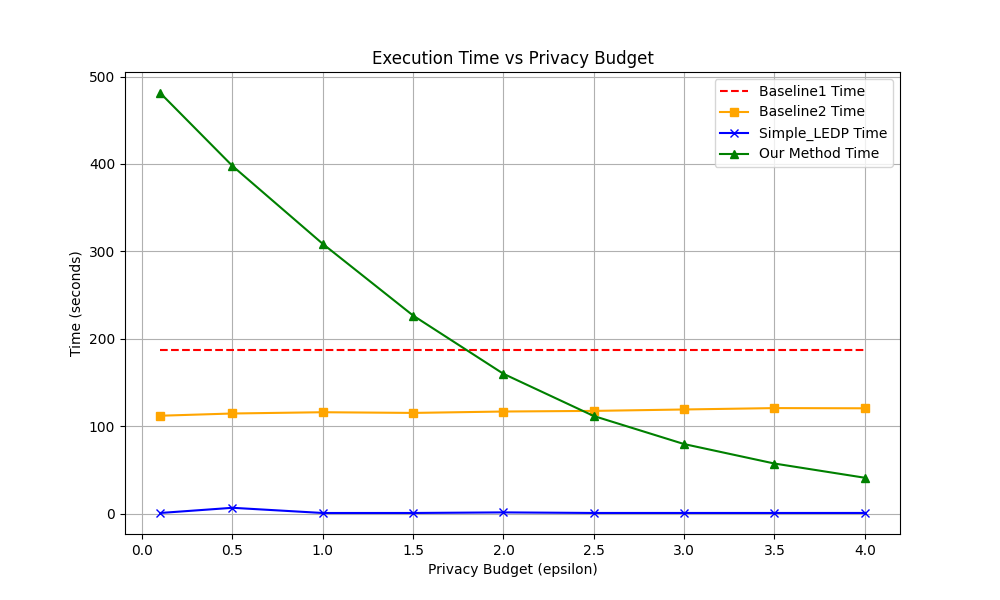 Execution Time vs Privacy Budget
500
400
300
200
100
0
Time (seconds)
Baseline1 Time
Baseline2 Time
Simple_LEDP Time
Our Method Time
0.0 0.5 1.0 1.5 2.0 2.5 3.0 3.5 4.0
Privacy Budget (epsilon)